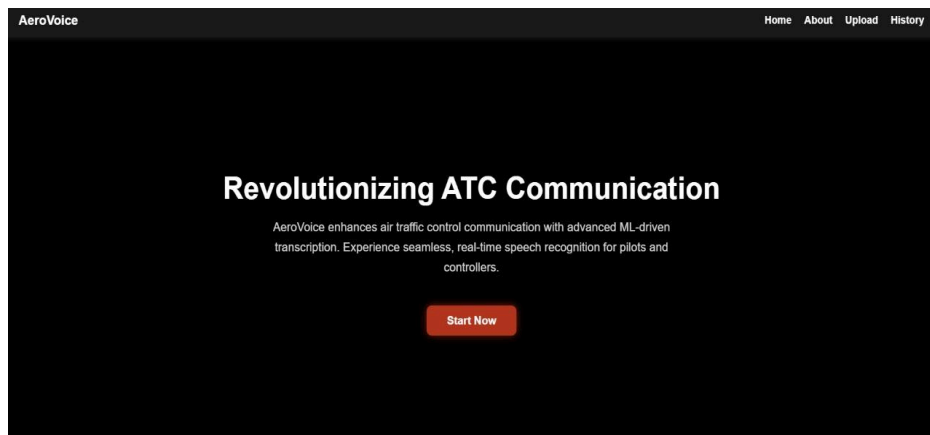 AeroVoice
Home About Upload History
Revolutionizing ATC Communication
AeroVoice enhances air traffic control communication with advanced ML-driven
transcription. Experience seamless, real-time speech recognition for pilots and
controllers.
Start Now